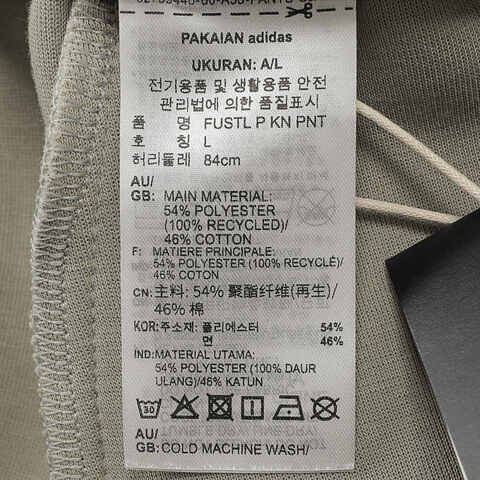 PAKAIAN adidas
UKURAN: A/L
전기용품 및 생활용품 안전
관리법에 의한 품질표시
품 명 FUSTL P KN PNT
호 칭 L
허리둘레 84cm
AU/
GB: MAIN MATERIAL:
54% POLYESTER
(100% RECYCLED)/
46% COTTON
F: MATIERE PRINCIPALE:
54% POLYESTER (100% RECYCLÉ)/
46% COTON
CN: 主料: 54% 聚酯纤维(再生)/
46% 棉
KOR: 주소재: 폴리에스터 54%
면 46%
IND: MATERIAL UTAMA:
54% POLYESTER (100% DAUR
ULANG)/46% KATUN
30
AU/
GB: COLD MACHINE WASH/